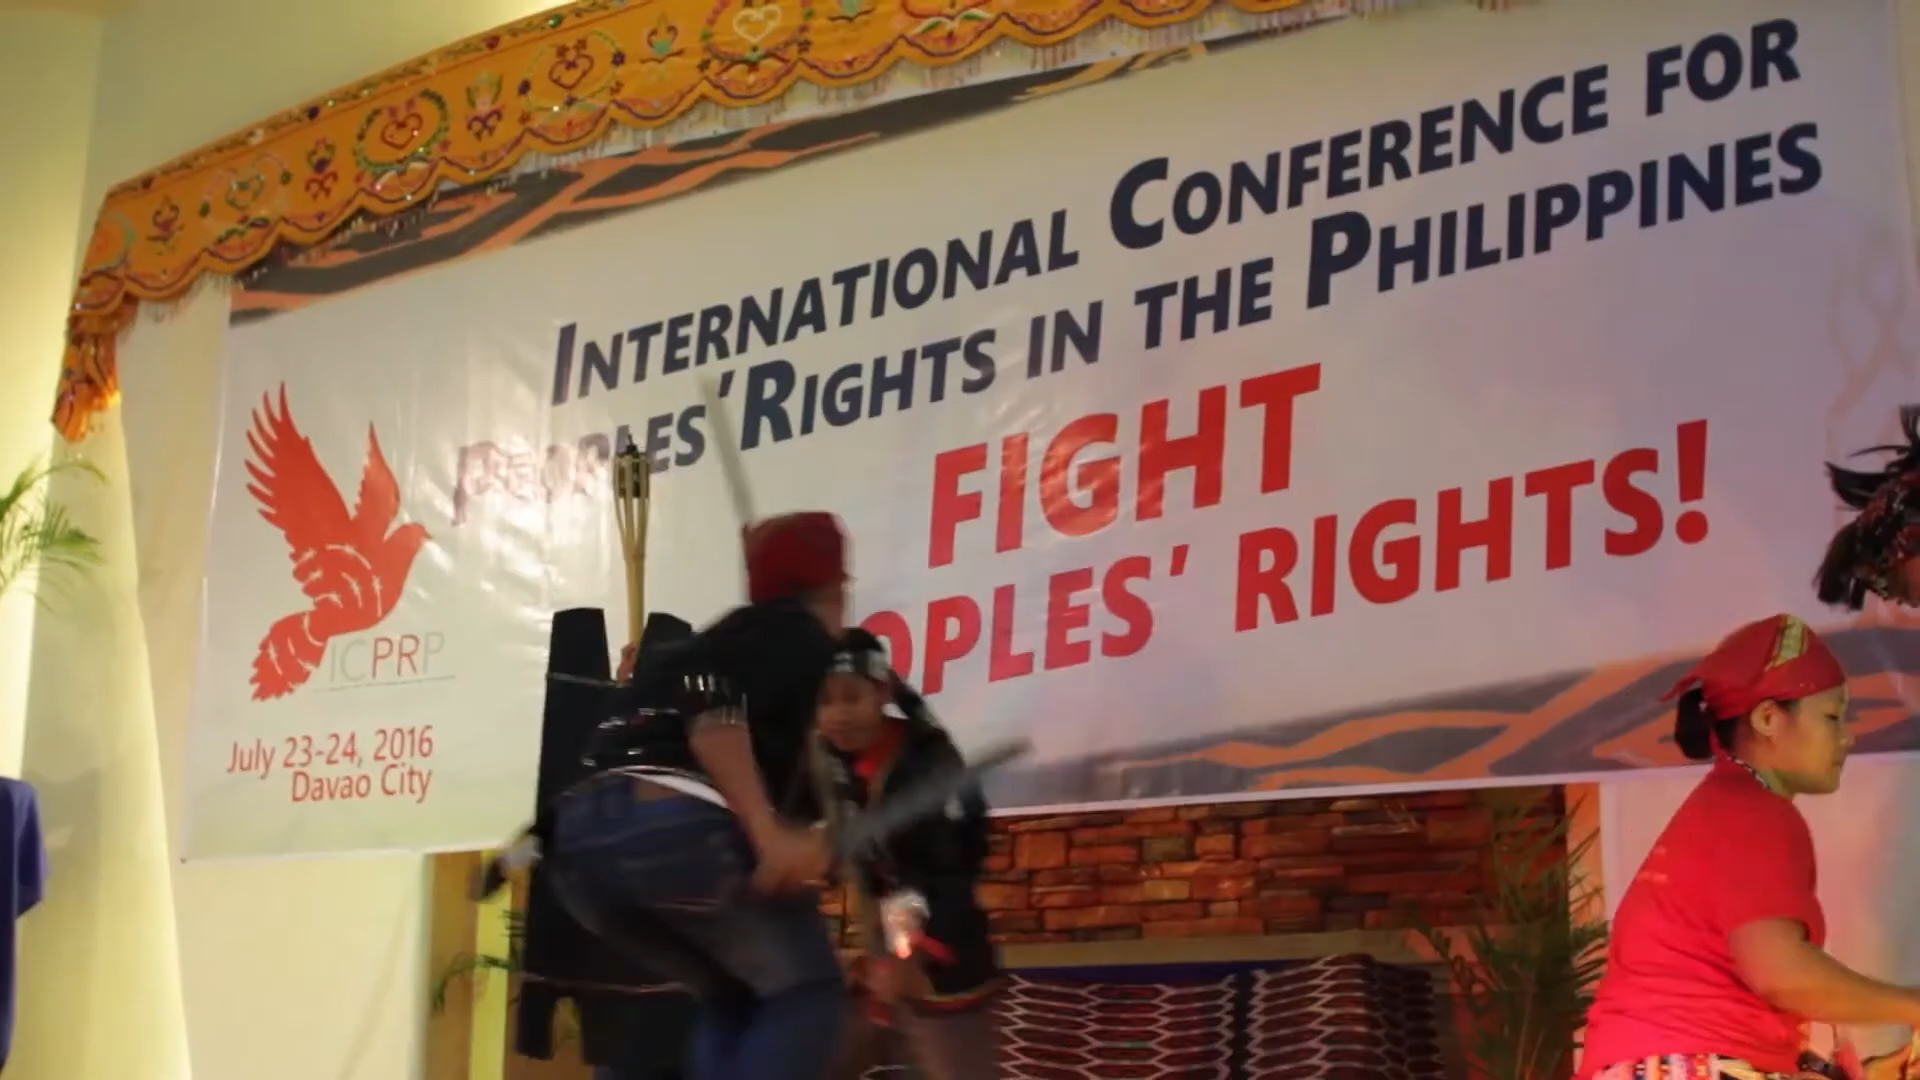 International Conference for
Peoples' Rights in the Philippines
FIGHT
OPLES' RIGHTS!
ICPRP
July 23-24, 2016
Davao City